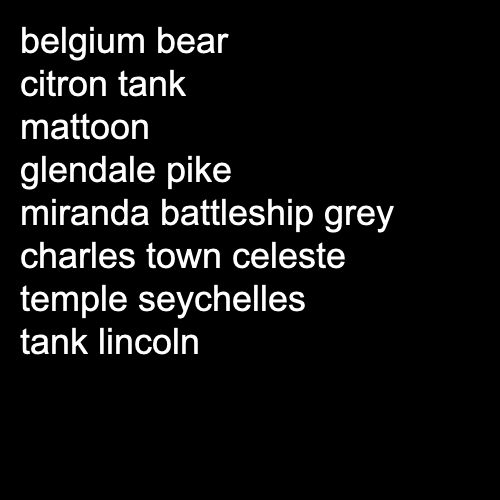 belgium bear
citron tank
mattoon
glendale pike
miranda battleship grey
charles town celeste
temple seychelles
tank lincoln